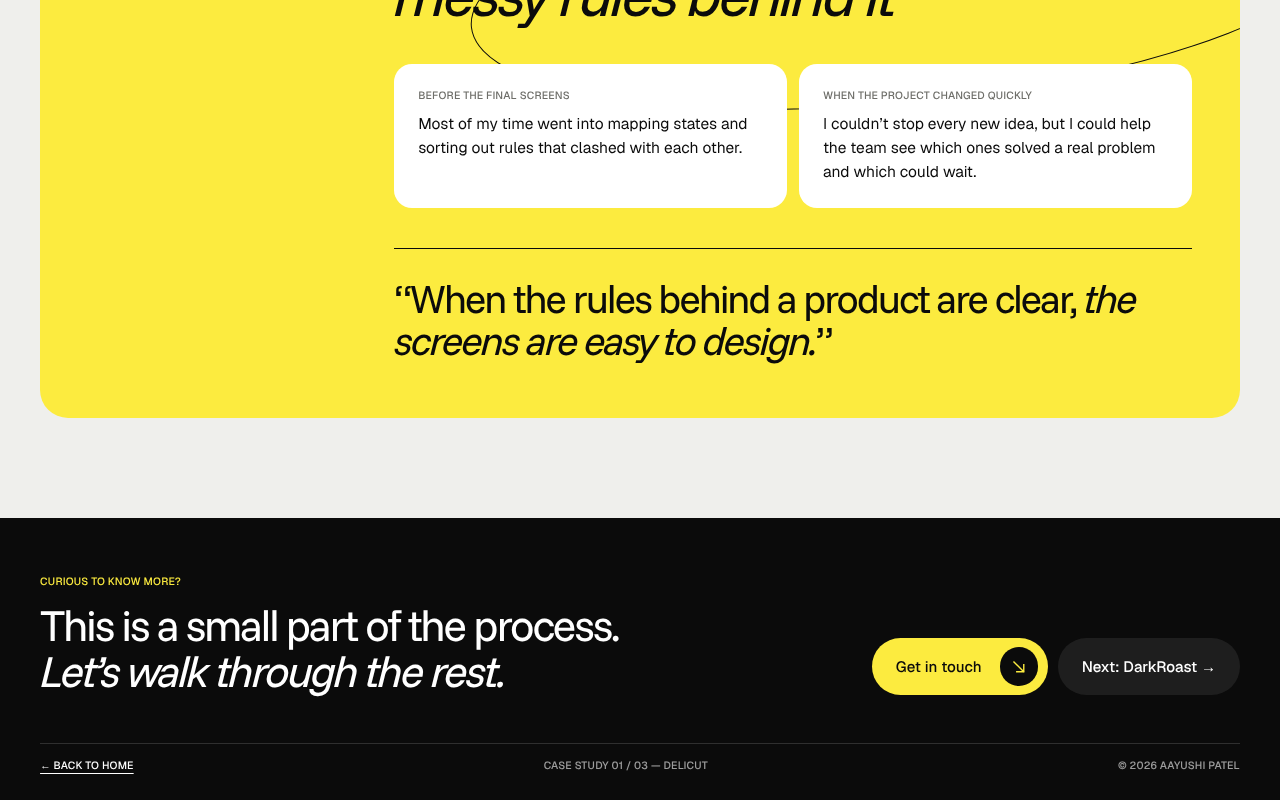 messy rules behind it
BEFORE THE FINAL SCREENS
Most of my time went into mapping states and
sorting out rules that clashed with each other.
WHEN THE PROJECT CHANGED QUICKLY
I couldn’t stop every new idea, but I could help
the team see which ones solved a real problem
and which could wait.
“When the rules behind a product are clear, the
screens are easy to design.”
CURIOUS TO KNOW MORE?
This is a small part of the process.
Let’s walk through the rest.
Get in touch ↘
Next: DarkRoast →
← BACK TO HOME
CASE STUDY 01 / 03 — DELICUT
© 2026 AAYUSHI PATEL